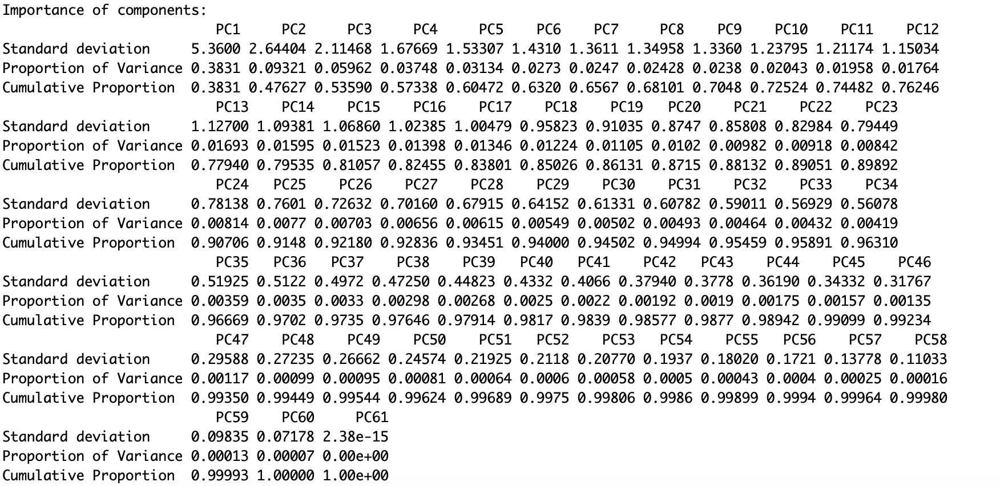 Importance of components:
PC1 PC2 PC3 PC4 PC5 PC6 PC7 PC8 PC9 PC10 PC11 PC12
Standard deviation 5.3600 2.64404 2.11468 1.67669 1.53307 1.4310 1.3611 1.34958 1.3360 1.23795 1.21174 1.15034
Proportion of Variance 0.3831 0.09321 0.05962 0.03748 0.03134 0.0273 0.0247 0.02428 0.0238 0.02043 0.01958 0.01764
Cumulative Proportion 0.3831 0.47627 0.53590 0.57338 0.60472 0.6320 0.6567 0.68101 0.7048 0.72524 0.74482 0.76246
PC13 PC14 PC15 PC16 PC17 PC18 PC19 PC20 PC21 PC22 PC23
Standard deviation 1.12700 1.09381 1.06860 1.02385 1.00479 0.95823 0.91035 0.8747 0.85808 0.82984 0.79449
Proportion of Variance 0.01693 0.01595 0.01523 0.01398 0.01346 0.01224 0.01105 0.0102 0.00982 0.00918 0.00842
Cumulative Proportion 0.77940 0.79535 0.81057 0.82455 0.83801 0.85026 0.86131 0.8715 0.88132 0.89051 0.89892
PC24 PC25 PC26 PC27 PC28 PC29 PC30 PC31 PC32 PC33 PC34
Standard deviation 0.78138 0.7601 0.72632 0.70160 0.67915 0.64152 0.61331 0.60782 0.59011 0.56929 0.56078
Proportion of Variance 0.00814 0.0077 0.00703 0.00656 0.00615 0.00549 0.00502 0.00493 0.00464 0.00432 0.00419
Cumulative Proportion 0.90706 0.9148 0.92180 0.92836 0.93451 0.94000 0.94502 0.94994 0.95459 0.95891 0.96310
PC35 PC36 PC37 PC38 PC39 PC40 PC41 PC42 PC43 PC44 PC45 PC46
Standard deviation 0.51925 0.5122 0.4972 0.47250 0.44823 0.4332 0.4066 0.37940 0.3778 0.36190 0.34332 0.31767
Proportion of Variance 0.00359 0.0035 0.0033 0.00298 0.00268 0.0025 0.0022 0.00192 0.0019 0.00175 0.00157 0.00135
Cumulative Proportion 0.96669 0.9702 0.9735 0.97646 0.97914 0.9817 0.9839 0.98577 0.9877 0.98942 0.99099 0.99234
PC47 PC48 PC49 PC50 PC51 PC52 PC53 PC54 PC55 PC56 PC57 PC58
Standard deviation 0.29588 0.27235 0.26662 0.24574 0.21925 0.2118 0.20770 0.1937 0.18020 0.1721 0.13778 0.11033
Proportion of Variance 0.00117 0.00099 0.00095 0.00081 0.00064 0.0006 0.00058 0.0005 0.00043 0.0004 0.00025 0.00016
Cumulative Proportion 0.99350 0.99449 0.99544 0.99624 0.99689 0.9975 0.99806 0.9986 0.99899 0.9994 0.99964 0.99980
PC59 PC60 PC61
Standard deviation 0.09835 0.07178 2.38e-15
Proportion of Variance 0.00013 0.00007 0.00e+00
Cumulative Proportion 0.99993 1.00000 1.00e+00